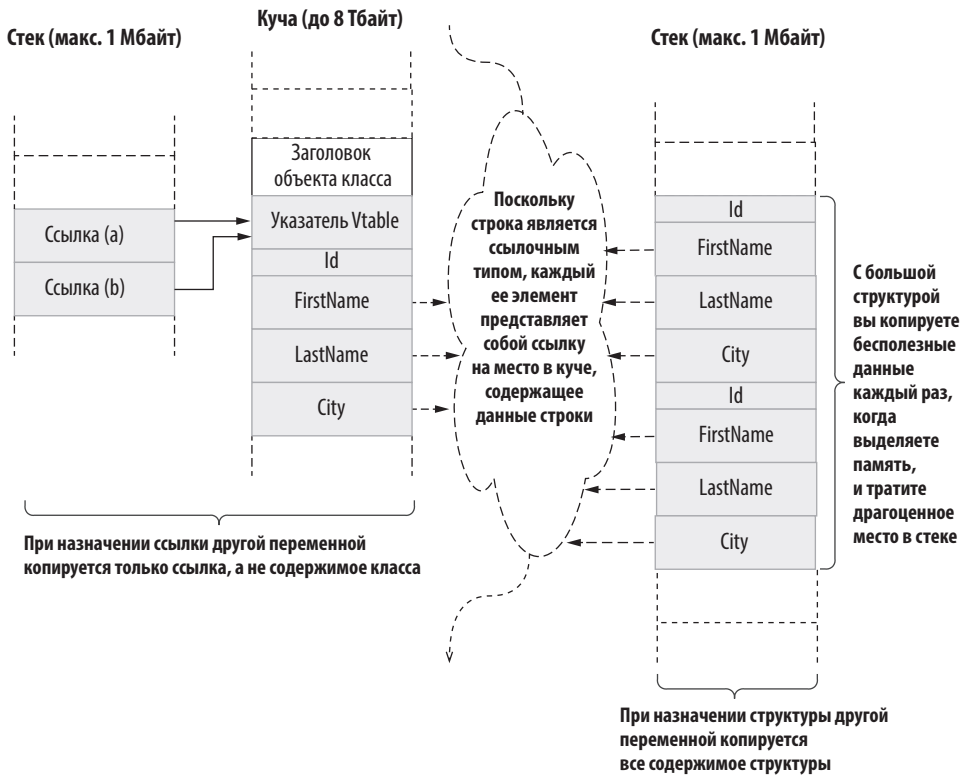 Стек (макс. 1 Мбайт)
Куча (до 8 Тбайт)
Ссылка (a)
Ссылка (b)
Заголовок
объекта класса
Указатель Vtable
Id
FirstName
LastName
City
При назначении ссылки другой переменной
копируется только ссылка, а не содержимое класса
Поскольку
строка является
ссылочным
типом, каждый
ее элемент
представляет
собой ссылку
на место в куче,
содержащее
данные строки
Стек (макс. 1 Мбайт)
Id
FirstName
LastName
City
Id
FirstName
LastName
City
С большой
структурой
вы копируете
бесполезные
данные
каждый раз,
когда
выделяете
память,
и тратите
драгоценное
место в стеке
При назначении структуры другой
переменной копируется
все содержимое структуры